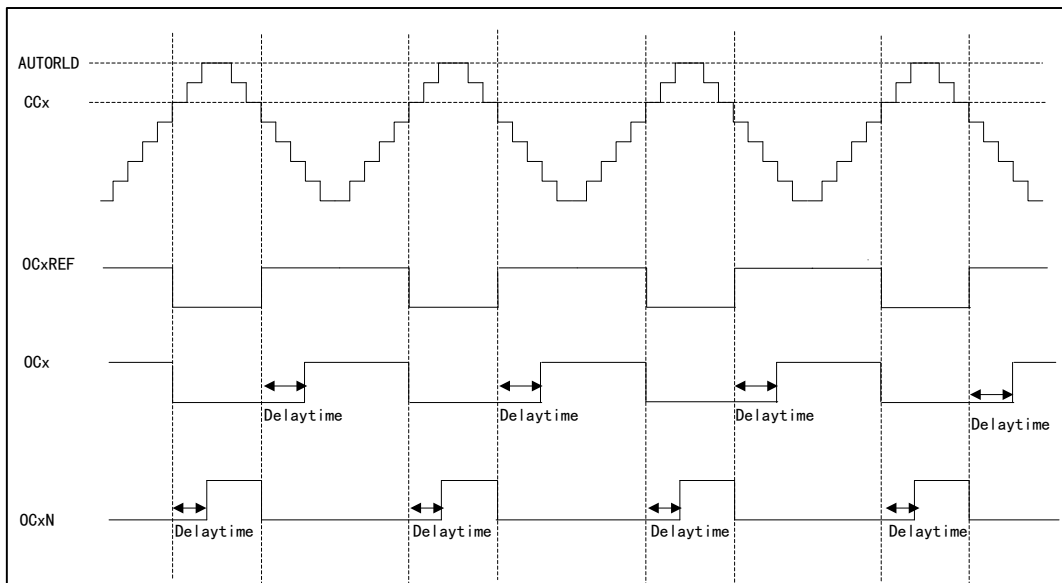 AUTORLD
CCx
OCxREF
OCx
Delaytime
Delaytime
Delaytime
Delaytime
OCxN
Delaytime
Delaytime
Delaytime
Delaytime